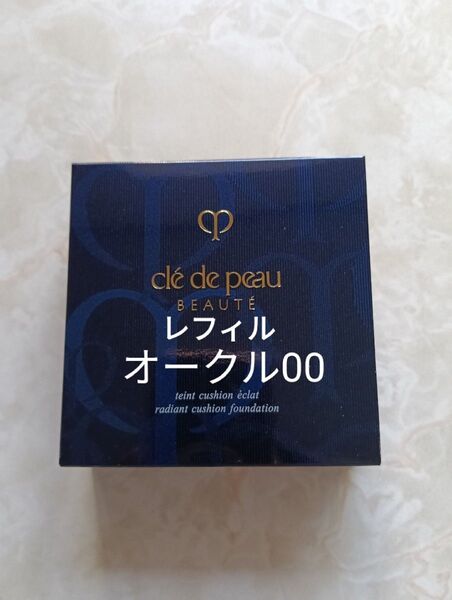 clé de peau
BEAUTÉ
レフィル
オークル00
teint cushion éclat
radiant cushion foundation